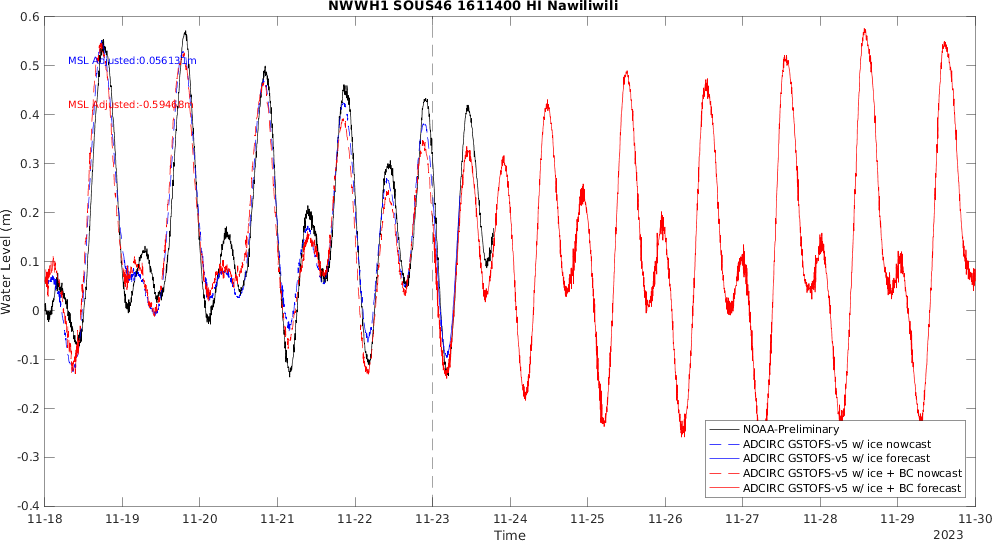 NWWH1 SOUS46 1611400 HI Nawiliwili
0.6
0.5
0.4
0.3
0.2
0.1
0
-0.1
-0.2
-0.3
-0.4
Water Level (m)
MSL Adjusted:0.056131m
MSL Adjusted:-0.59468m
NOAA-Preliminary
ADCIRC GSTOFS-v5 w/ ice nowcast
ADCIRC GSTOFS-v5 w/ ice forecast
ADCIRC GSTOFS-v5 w/ ice + BC nowcast
ADCIRC GSTOFS-v5 w/ ice + BC forecast
11-18 11-19 11-20 11-21 11-22 11-23 11-24 11-25 11-26 11-27 11-28 11-29 11-30
Time
2023